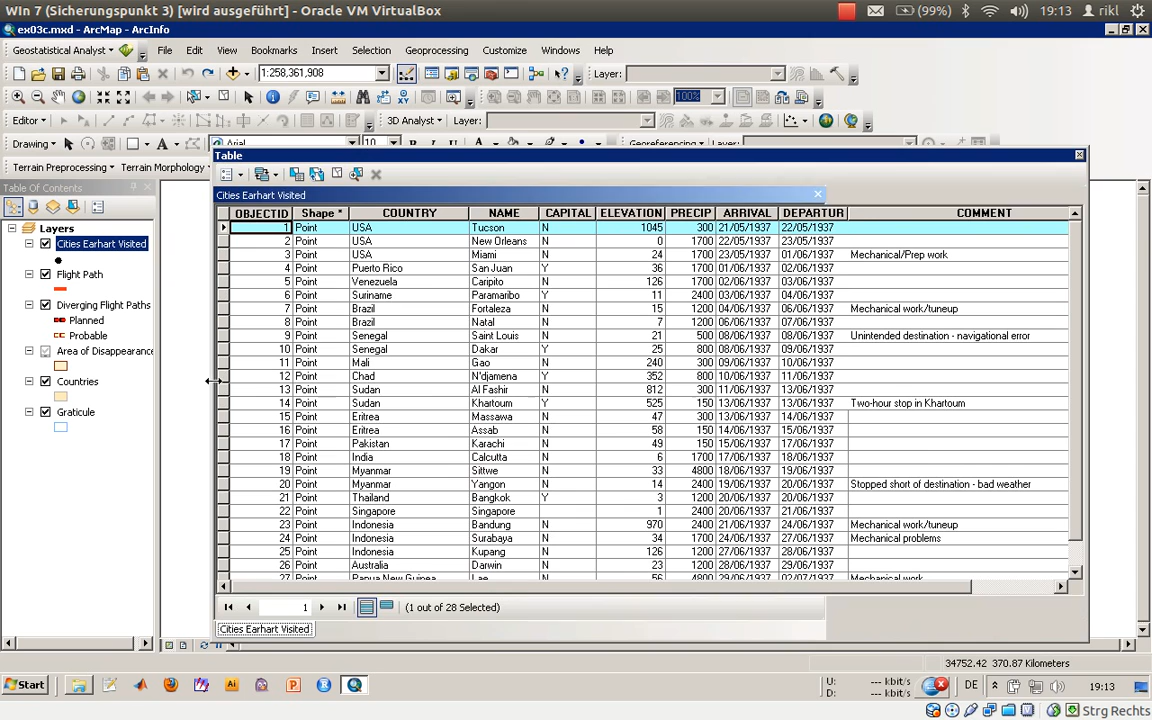 WIn 7 (Sicherungspunkt 3) [wird ausgeführt] - Oracle VM VirtualBox (99%) 19:13 rikl
ex03c.mxd - ArcMap - ArcInfo
Geostatistical Analyst File Edit View Bookmarks Insert Selection Geoprocessing Customize Windows Help
1:258,361,908 Layer:
100%
Editor 3D Analyst Layer:
Drawing A Arial 10 B I U A Georeferencing Layer:
Terrain Preprocessing Terrain Morphology
Table
Table Of Contents
Cities Earhart Visited
Layers
Cities Earhart Visited
Flight Path
Diverging Flight Paths
Planned
Probable
Area of Disappearance
Countries
Graticule
OBJECTID Shape * COUNTRY NAME CAPITAL ELEVATION PRECIP ARRIVAL DEPARTUR COMMENT
1 Point USA Tucson N 1045 300 21/05/1937 22/05/1937
2 Point USA New Orleans N 0 1700 22/05/1937 23/05/1937
3 Point USA Miami N 24 1700 23/05/1937 01/06/1937 Mechanical/Prep work
4 Point Puerto Rico San Juan Y 36 1700 01/06/1937 02/06/1937
5 Point Venezuela Caripito N 126 1700 02/06/1937 03/06/1937
6 Point Suriname Paramaribo Y 11 2400 03/06/1937 04/06/1937
7 Point Brazil Fortaleza N 15 1200 04/06/1937 06/06/1937 Mechanical work/tuneup
8 Point Brazil Natal N 7 1200 06/06/1937 07/06/1937
9 Point Senegal Saint Louis N 21 500 08/06/1937 08/06/1937 Unintended destination - navigational error
10 Point Senegal Dakar Y 25 800 08/06/1937 09/06/1937
11 Point Mali Gao N 240 300 09/06/1937 10/06/1937
12 Point Chad N'djamena Y 352 800 10/06/1937 11/06/1937
13 Point Sudan Al Fashir N 812 300 11/06/1937 13/06/1937
14 Point Sudan Khartoum Y 525 150 13/06/1937 13/06/1937 Two-hour stop in Khartoum
15 Point Eritrea Massawa N 47 300 13/06/1937 14/06/1937
16 Point Eritrea Assab N 58 150 14/06/1937 15/06/1937
17 Point Pakistan Karachi N 49 150 15/06/1937 17/06/1937
18 Point India Calcutta N 6 1700 17/06/1937 18/06/1937
19 Point Myanmar Sittwe N 33 4800 18/06/1937 19/06/1937
20 Point Myanmar Yangon N 14 2400 19/06/1937 20/06/1937 Stopped short of destination - bad weather
21 Point Thailand Bangkok Y 3 1200 20/06/1937 20/06/1937
22 Point Singapore Singapore 1 2400 20/06/1937 21/06/1937
23 Point Indonesia Bandung N 970 2400 21/06/1937 24/06/1937 Mechanical work/tuneup
24 Point Indonesia Surabaya N 34 1700 24/06/1937 27/06/1937 Mechanical problems
25 Point Indonesia Kupang N 126 1200 27/06/1937 28/06/1937
26 Point Australia Darwin N 23 1200 28/06/1937 29/06/1937
27 Point Papua New Guinea Lae N 56 4800 29/06/1937 02/07/1937 Mechanical work
1 (1 out of 28 Selected)
Cities Earhart Visited
34752.42 370.87 Kilometers
Start U: --- kbit/s D: --- kbit/s DE 19:13
Strg Rechts